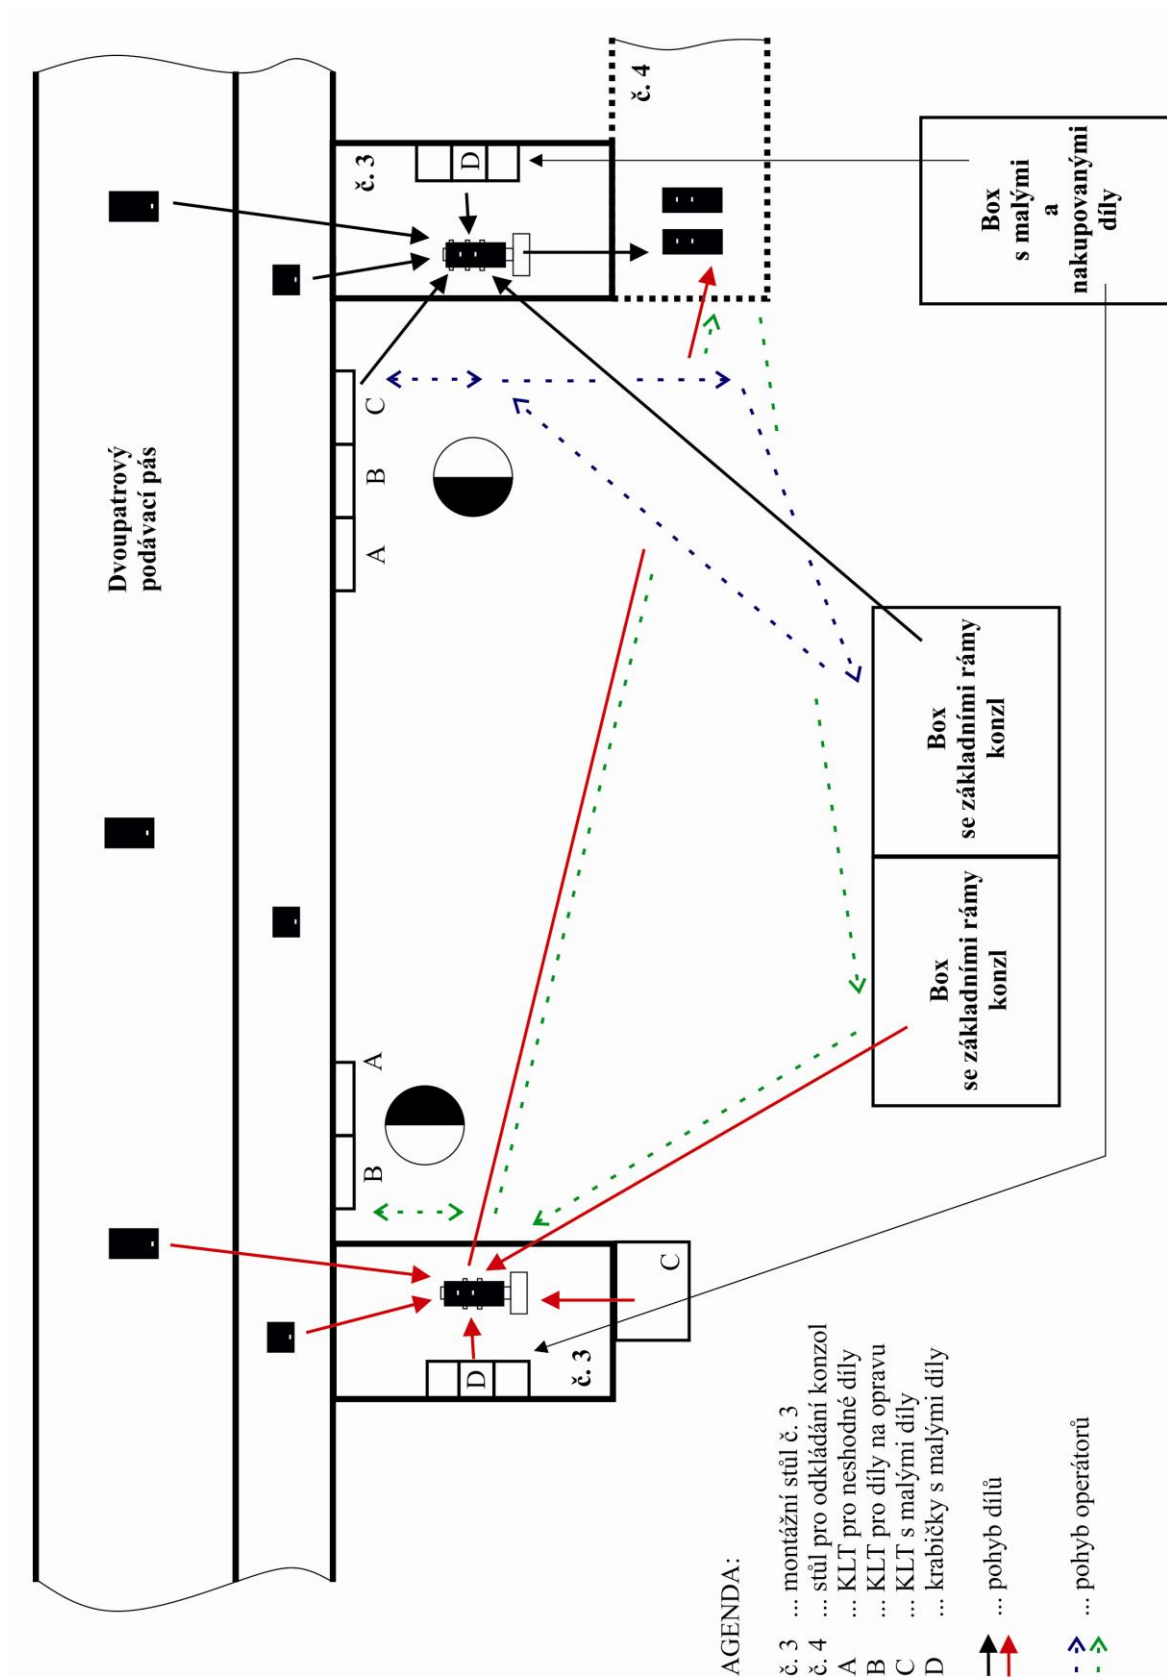 Dvoupatrový
podávací pás
č. 3
D
C
B
A
č. 4
Box
s malými
a
nakupovanými
díly
A
B
D
č. 3
C
Box
se základními rámy
konzl
Box
se základními rámy
konzl
AGENDA:
č. 3 ... montážní stůl č. 3
č. 4 ... stůl pro odkládání konzol
A ... KLT pro neshodné díly
B ... KLT pro díly na opravu
C ... KLT s malými díly
D ... krabičky s malými díly
... pohyb dílů
... pohyb operátorů